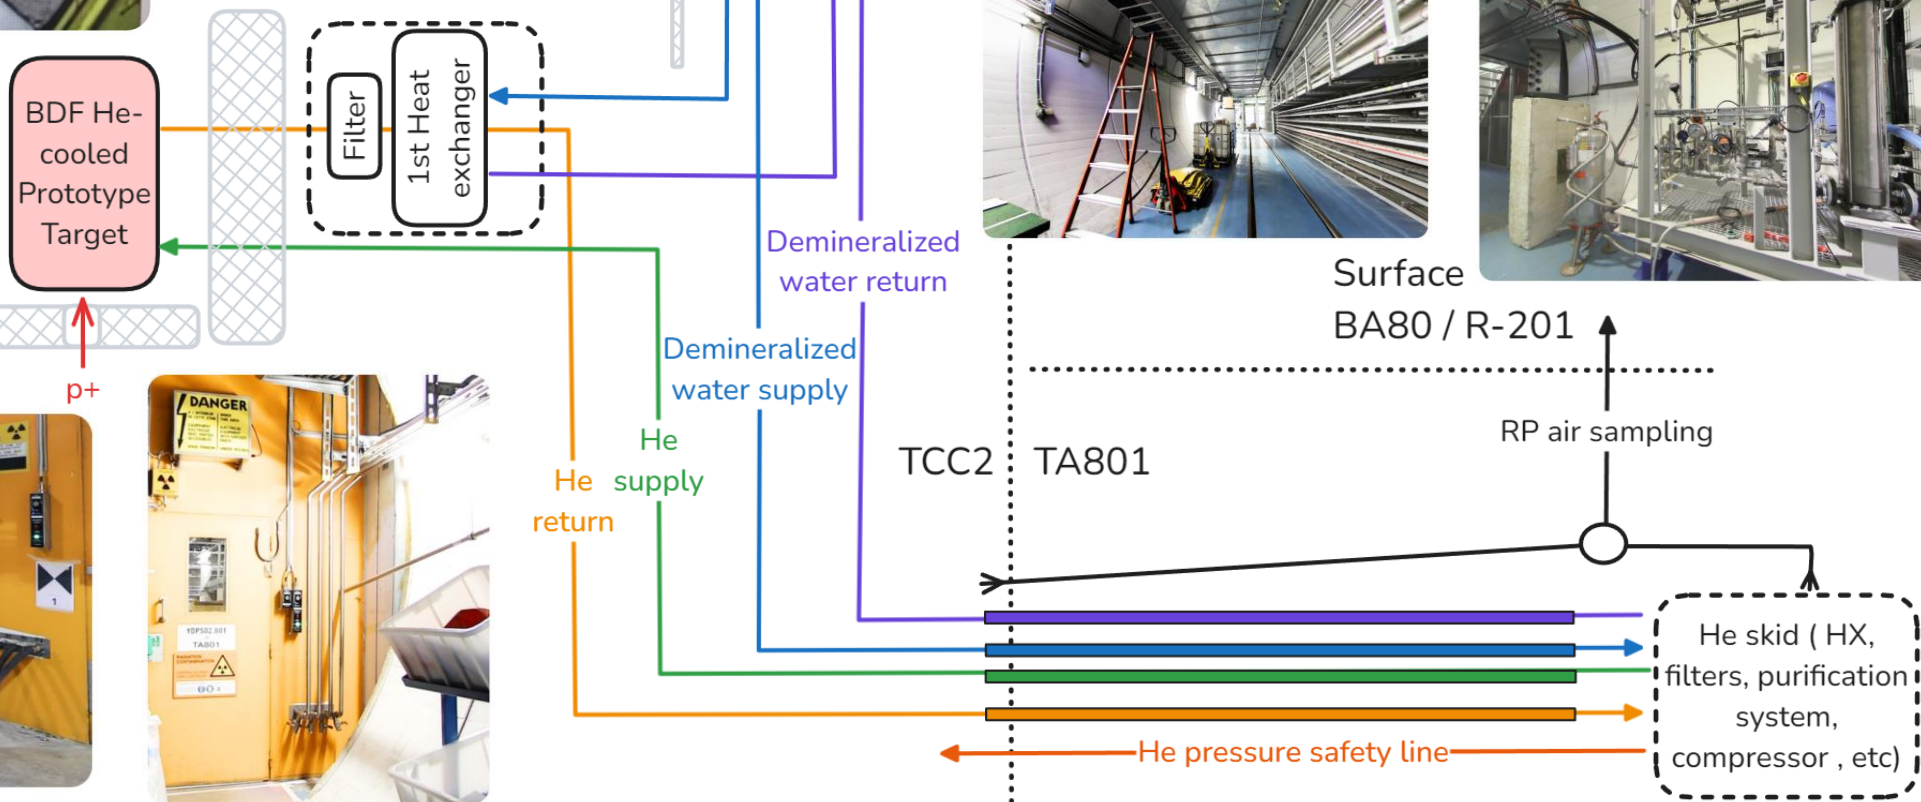 BDF He-
cooled
Prototype
Target
p+
Filter
1st Heat
exchanger
Demineralized
water return
Demineralized
water supply
He
supply
He
return
TCC2
TA801
Surface
BA80 / R-201
RP air sampling
He skid ( HX,
filters, purification
system,
compressor , etc)
He pressure safety line
DANGER
TA801
1